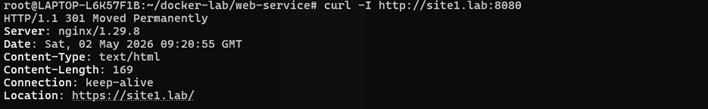 root@LAPTOP-L6K57F1B:~/docker-lab/web-service# curl -I http://site1.lab:8080
HTTP/1.1 301 Moved Permanently
Server: nginx/1.29.8
Date: Sat, 02 May 2026 09:20:55 GMT
Content-Type: text/html
Content-Length: 169
Connection: keep-alive
Location: https://site1.lab/